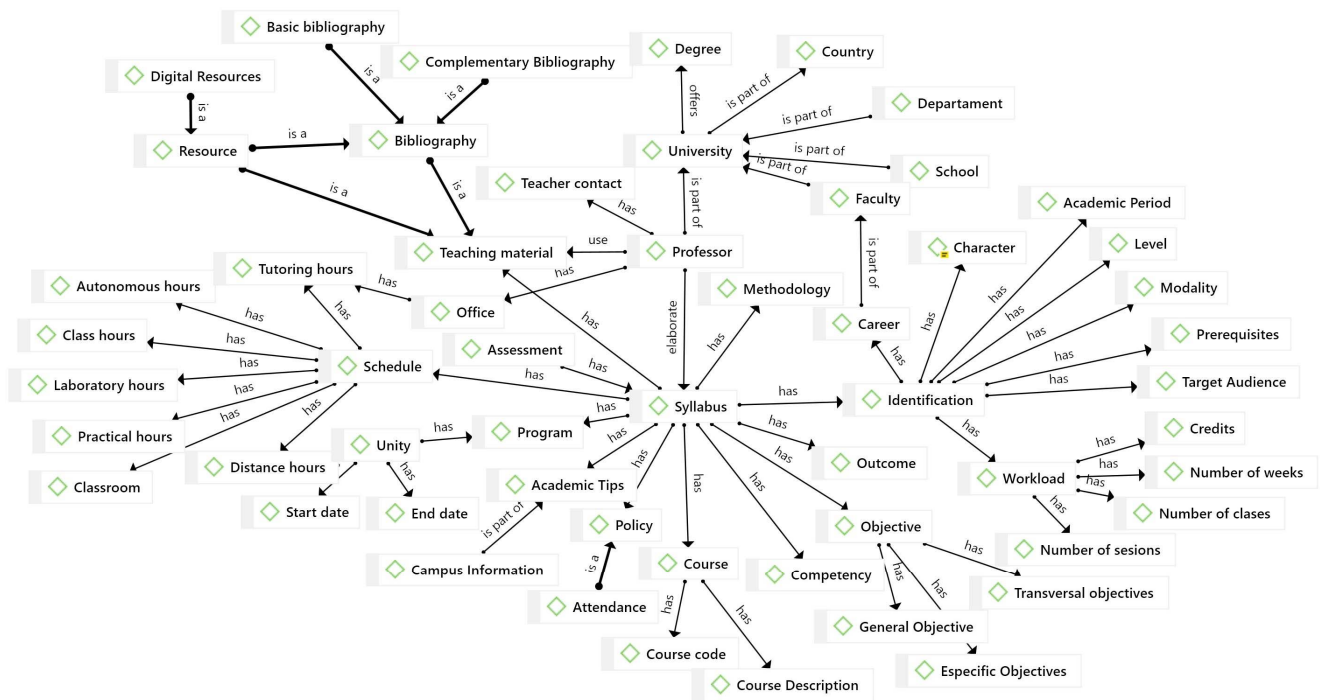 Basic bibliography
is a
Digital Resources
is a
Complementary Bibliography
is a
Degree
offers
Country
is part of
Departament
is part of
Resource
is a
Bibliography
University
is part of
School
is part of
Faculty
is a
is a
Teacher contact
has
is part of
Academic Period
Character
Level
Teaching material
use
Professor
is part of
Tutoring hours
has
has
Autonomous hours
Methodology
Modality
has
has
has
has
Office
Career
has
Class hours
has
has
Assessment
elaborate
has
Prerequisites
has
has
Schedule
has
has
has
Laboratory hours
has
has
has
Target Audience
has
Syllabus
has
Identification
has
has
Practical hours
has
Unity
has
Program
has
has
has
Credits
has
Distance hours
has
has
has
Outcome
Workload
has
Number of weeks
Classroom
Academic Tips
has
has
has
Start date
End date
is part of
Policy
Objective
has
Number of clases
has
Number of sesions
Campus Information
is a
Course
Competency
has
has
Transversal objectives
Attendance
has
has
has
General Objective
Course code
Especific Objectives
Course Description